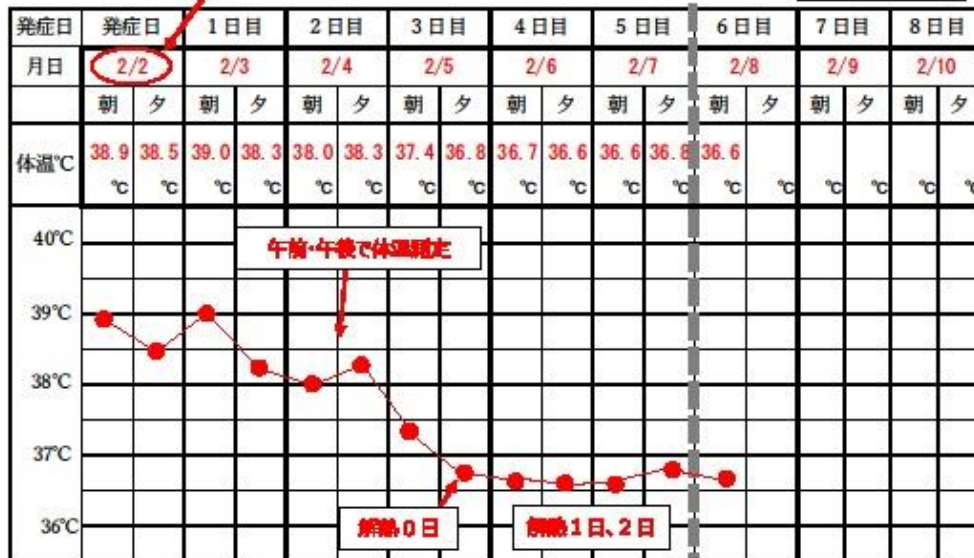 発症日 発症日 1日目 2日目 3日目 4日目 5日目 6日目 7日目 8日目
月日 2/2 2/3 2/4 2/5 2/6 2/7 2/8 2/9 2/10
朝 夕 朝 夕 朝 夕 朝 夕 朝 夕 朝 夕 朝 夕 朝 夕 朝 夕
体温℃ 38.9 38.5 39.0 38.3 38.0 38.3 37.4 36.8 36.7 36.6 36.6 36.8 36.6
℃ ℃ ℃ ℃ ℃ ℃ ℃ ℃ ℃ ℃ ℃ ℃ ℃ ℃ ℃ ℃ ℃ ℃
40℃
午前・午後で体温測定
39℃
38℃
37℃
解熱0日 解熱1日、2日
36℃